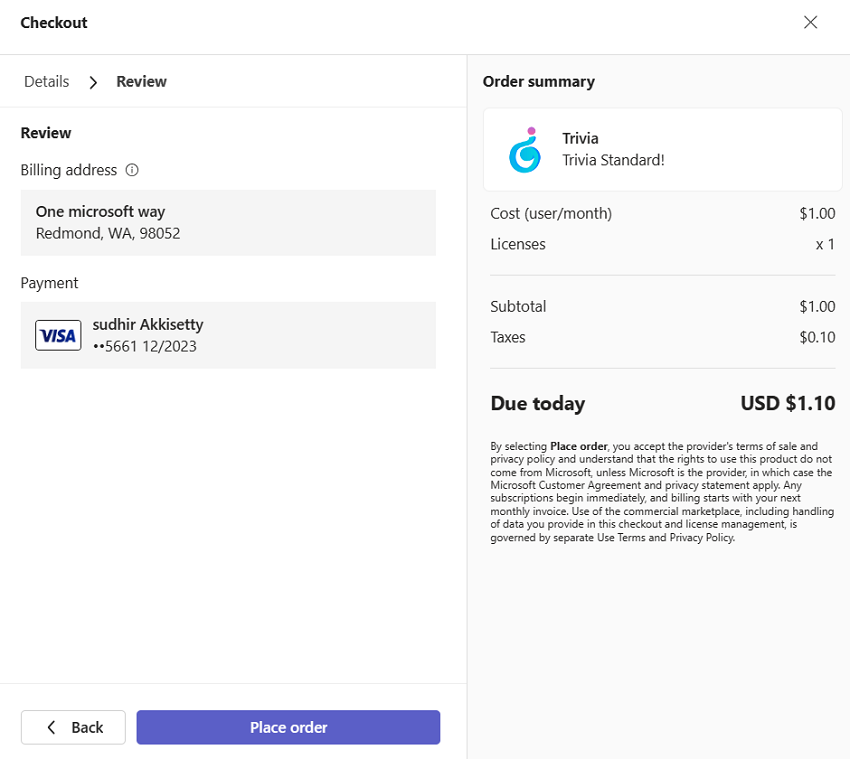 Checkout
Details > Review
Review
Billing address
One microsoft way
Redmond, WA, 98052
Payment
VISA
sudhir Akkisetty
••5661 12/2023
Back
Place order
Order summary
Trivia
Trivia Standard!
Cost (user/month) $1.00
Licenses x 1
Subtotal $1.00
Taxes $0.10
Due today USD $1.10
By selecting Place order, you accept the provider's terms of sale and
privacy policy and understand that the rights to use this product do not
come from Microsoft, unless Microsoft is the provider, in which case the
Microsoft Customer Agreement and privacy statement apply. Any
subscriptions begin immediately, and billing starts with your next
monthly invoice. Use of the commercial marketplace, including handling
of data you provide in this checkout and license management, is
governed by separate Use Terms and Privacy Policy.